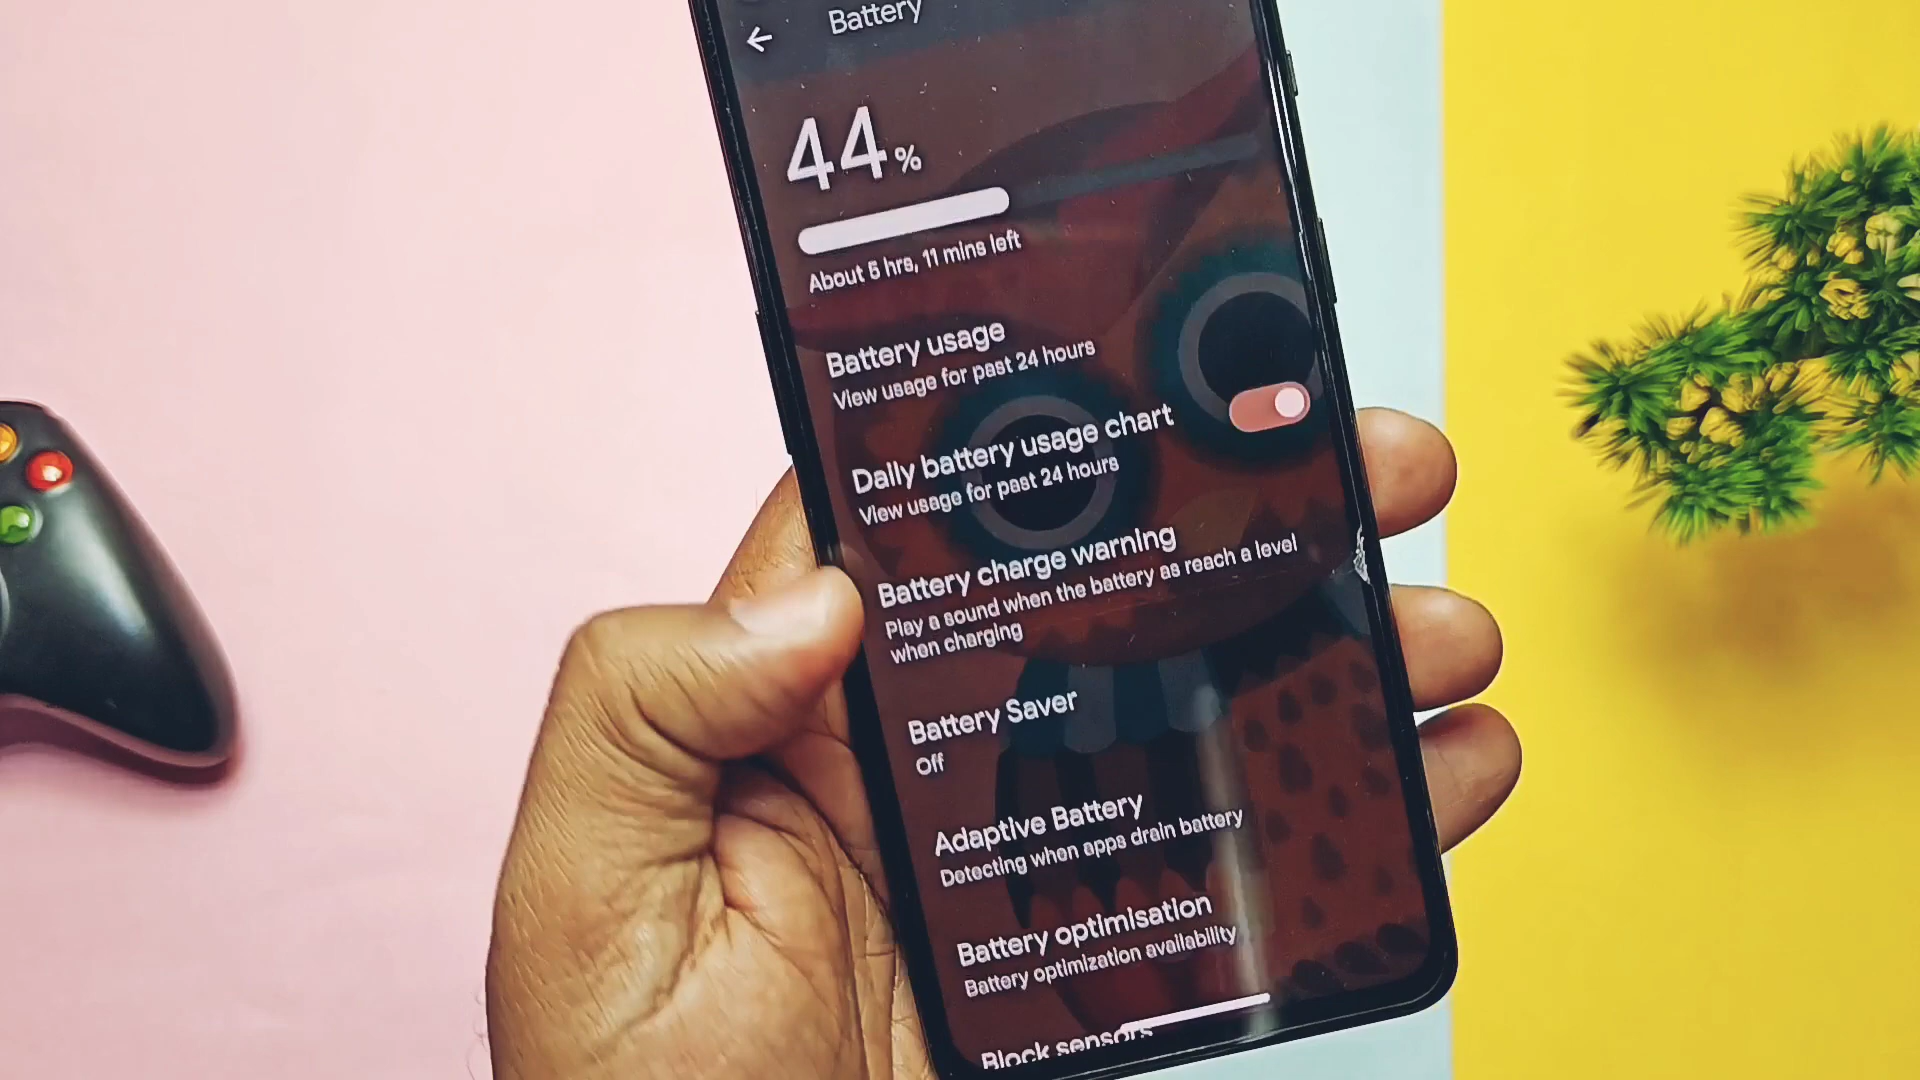 Battery
44%
About 5 hrs, 11 mins left
Battery usage
View usage for past 24 hours
Daily battery usage chart
View usage for past 24 hours
Battery charge warning
Play a sound when the battery as reach a level
when charging
Battery Saver
Off
Adaptive Battery
Detecting when apps drain battery
Battery optimisation
Battery optimization availability
Block sensors